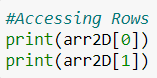 #Accessing Rows
print(arr2D[0])
print(arr2D[1])